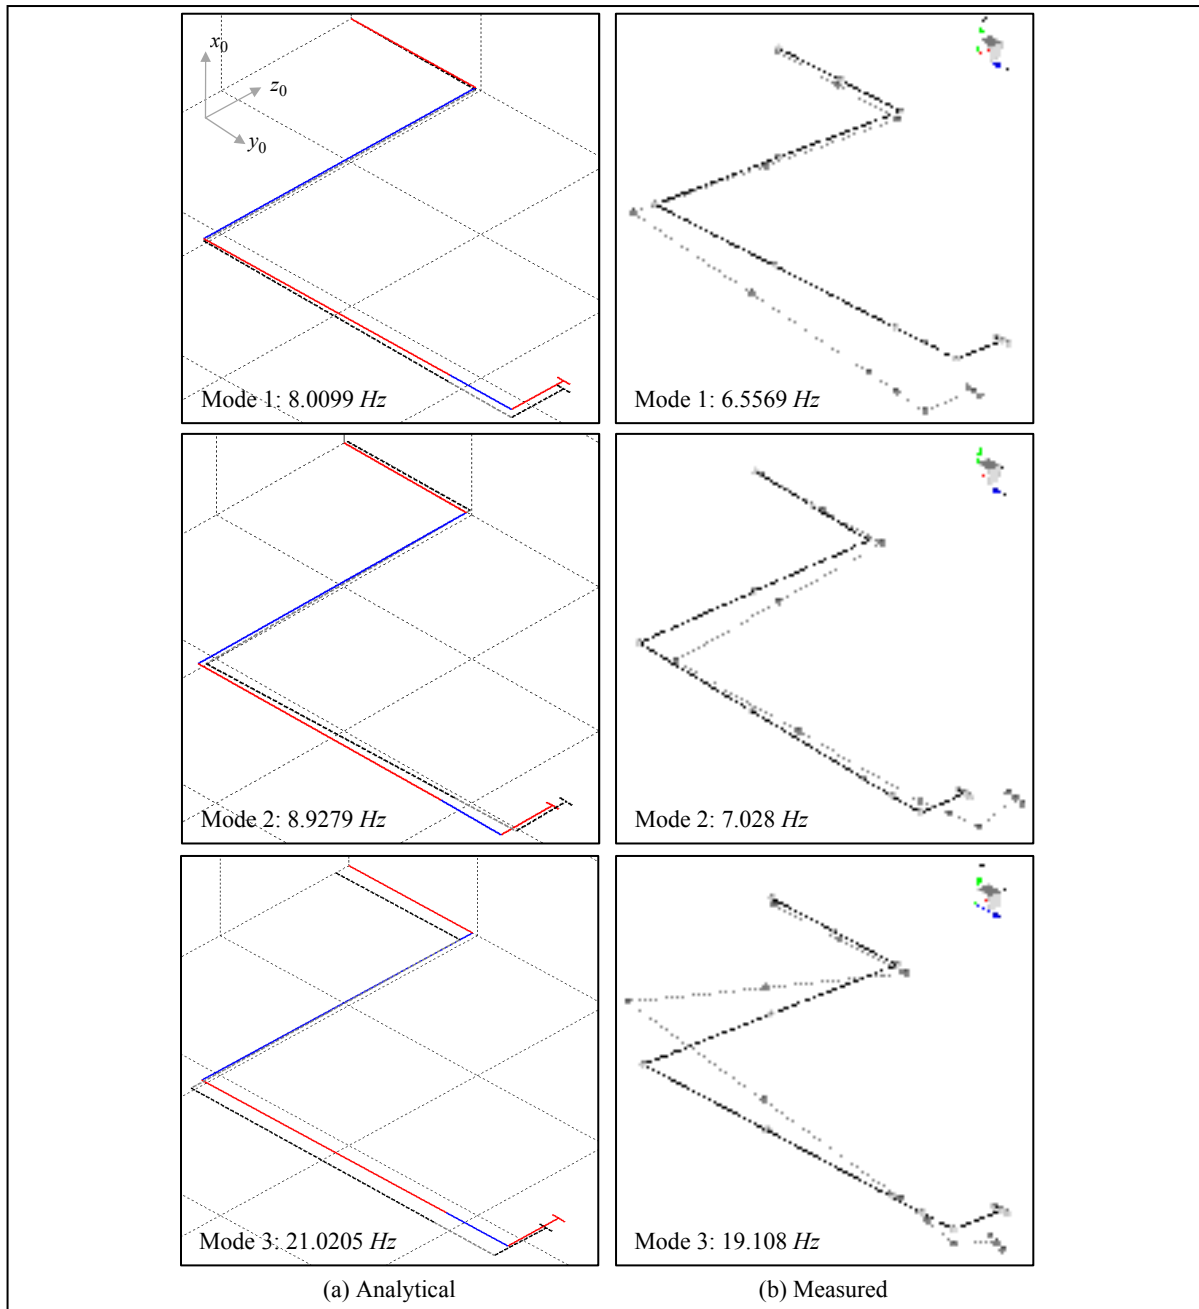 x0
z0
y0
Mode 1: 8.0099 Hz
Mode 1: 6.5569 Hz
Mode 2: 8.9279 Hz
Mode 2: 7.028 Hz
Mode 3: 21.0205 Hz
Mode 3: 19.108 Hz
(a) Analytical
(b) Measured